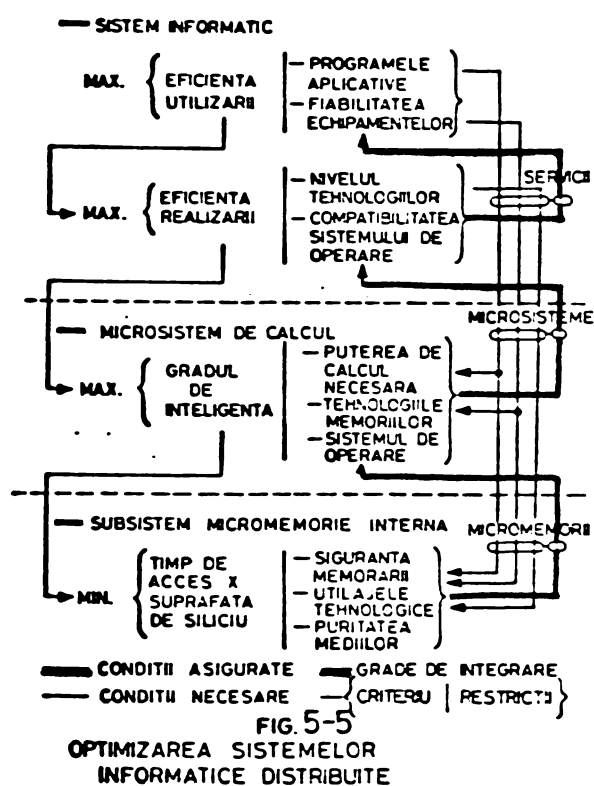 SISTEM INFORMATIC
MAX. { EFICIENTA UTILIZARII
– PROGRAMELE
APLICATIVE
– FIABILITATEA
ECHIPAMENTELOR
SERVICII
MAX. { EFICIENTA REALIZARII
– NIVELUL
TEHNOLOGIILOR
– COMPATIBILITATEA
SISTEMULUI DE
OPERARE
MICROSISTEME
MICROSISTEM DE CALCUL
MAX. { GRADUL DE INTELIGENTA
– PUTEREA DE
CALCUL
NECESARA
– TEHNOLOGIILE
MEMORIILOR
– SISTEMUL DE
OPERARE
MICROMEMORII
SUBSISTEM MICROMEMORIE INTERNA
MIN. { TIMP DE ACCES X SUPRAFATA DE SILICIU
– SIGURANTA
MEMORARII
– UTILAJELE
TEHNOLOGICE
– PURITATEA
MEDIILOR
CONDITII ASIGURATE
GRADE DE INTEGRARE
CONDITII NECESARE
{CRITERIU | RESTRICTII}
FIG. 5-5
OPTIMIZAREA SISTEMELOR
INFORMATICE DISTRIBUITE